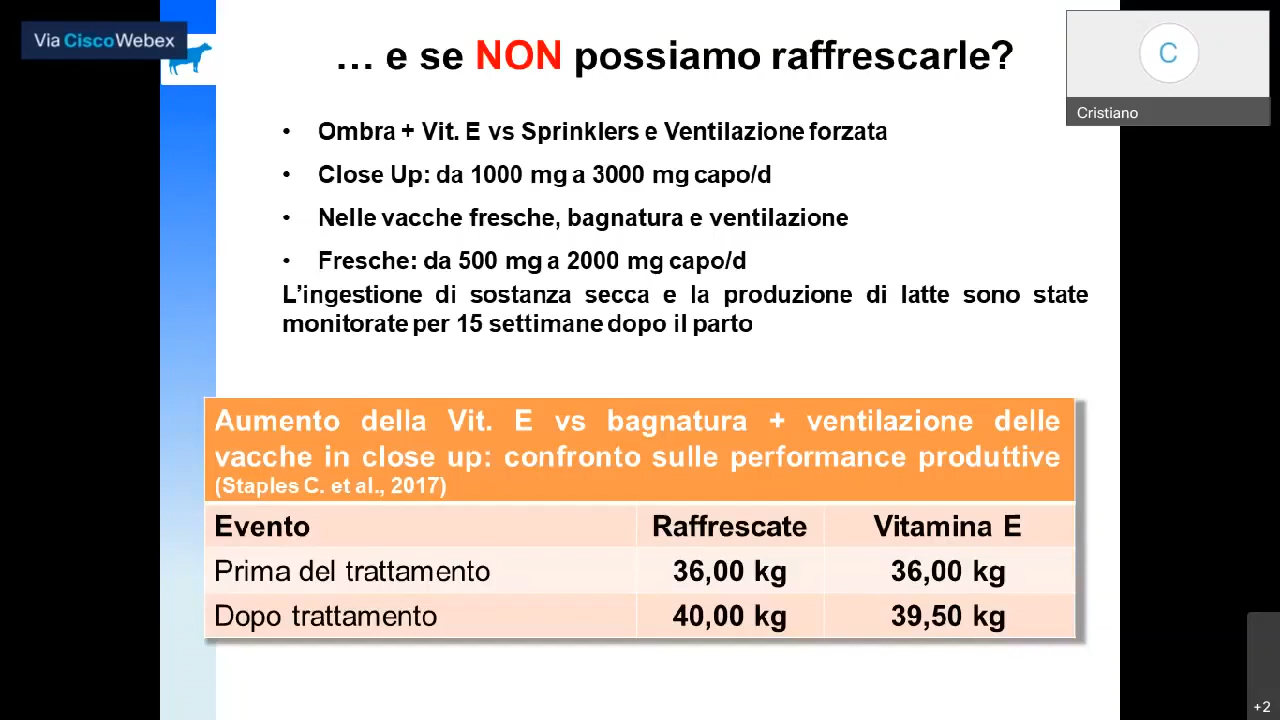 Via CiscoWebex
… e se NON possiamo raffrescarle?
C
Cristiano
• Ombra + Vit. E vs Sprinklers e Ventilazione forzata
• Close Up: da 1000 mg a 3000 mg capo/d
• Nelle vacche fresche, bagnatura e ventilazione
• Fresche: da 500 mg a 2000 mg capo/d
L’ingestione di sostanza secca e la produzione di latte sono state
monitorate per 15 settimane dopo il parto
Aumento della Vit. E vs bagnatura + ventilazione delle
vacche in close up: confronto sulle performance produttive
(Staples C. et al., 2017)
Evento Raffrescate Vitamina E
Prima del trattamento 36,00 kg 36,00 kg
Dopo trattamento 40,00 kg 39,50 kg
+2